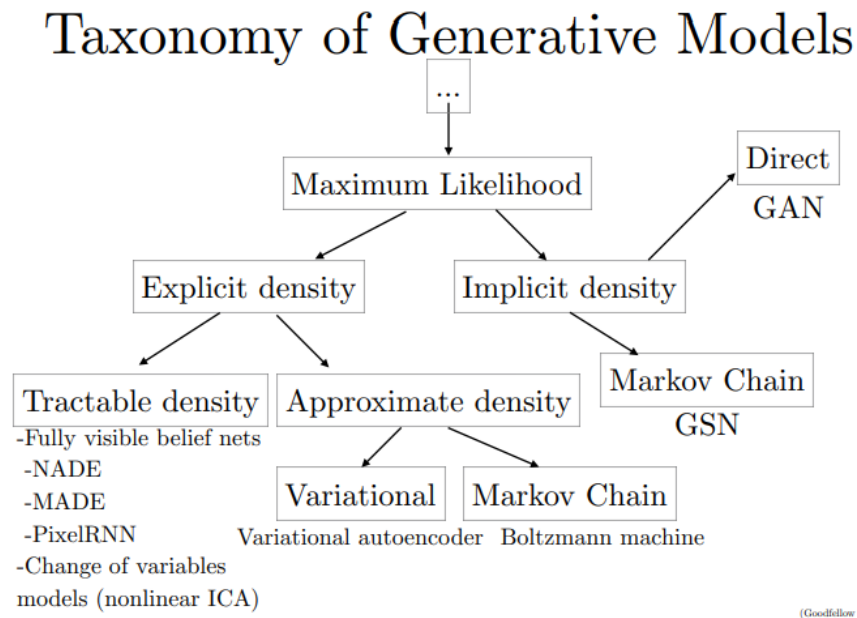 Taxonomy of Generative Models
...
Maximum Likelihood
Direct
GAN
Explicit density
Implicit density
Tractable density
-Fully visible belief nets
-NADE
-MADE
-PixelRNN
-Change of variables
models (nonlinear ICA)
Approximate density
Variational
Variational autoencoder
Markov Chain
Boltzmann machine
Markov Chain
GSN
(Goodfellow